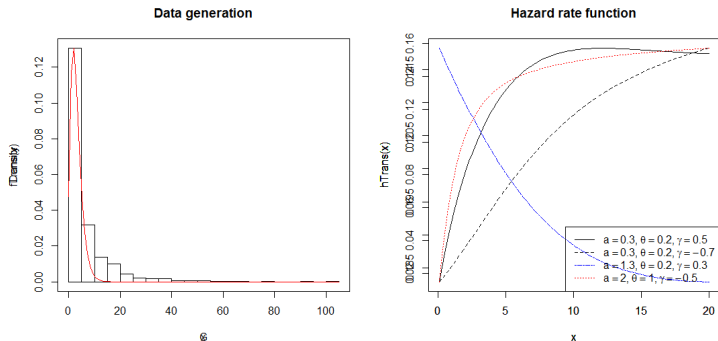 Data generation
Hazard rate function
0.00
0.02
0.04
0.06
0.08
0.10
0.12
0
20
40
60
80
100
hTrans(x)
0.04
0.08
0.12
0.16
0
5
10
15
20
x
a = 0.3, θ = 0.2, γ = 0.5
a = 0.3, θ = 0.2, γ = −0.7
θ = 0.2, γ = 0.3
a = 2, θ = 1, γ = −0.5